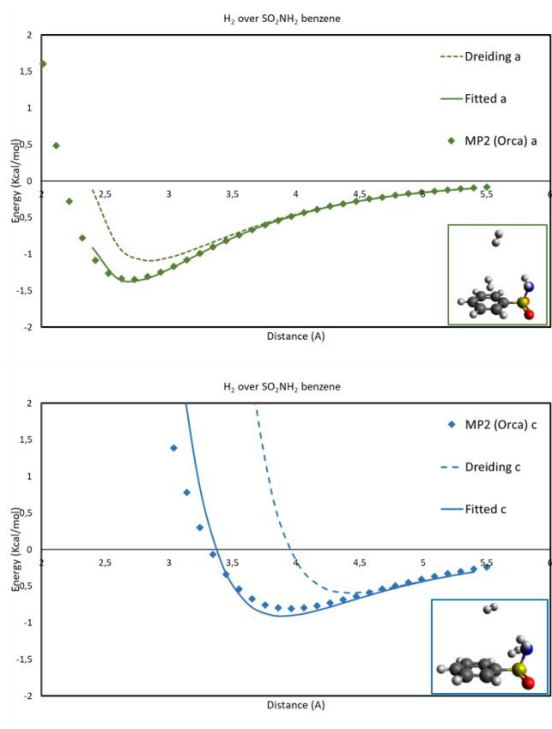 H₂ over SO₂NH₂ benzene
2
1,5
1
0,5
0
-0,5
-1
-1,5
-2
Energy (Kcal/mol)
2 2,5 3 3,5 4 4,5 5 5,5 6
Distance (A)
Dreiding a
Fitted a
MP2 (Orca) a
H₂ over SO₂NH₂ benzene
2
1,5
1
0,5
0
-0,5
-1
-1,5
-2
Energy (Kcal/mol)
2 2,5 3 3,5 4 4,5 5 5,5 6
Distance (A)
MP2 (Orca) c
Dreiding c
Fitted c